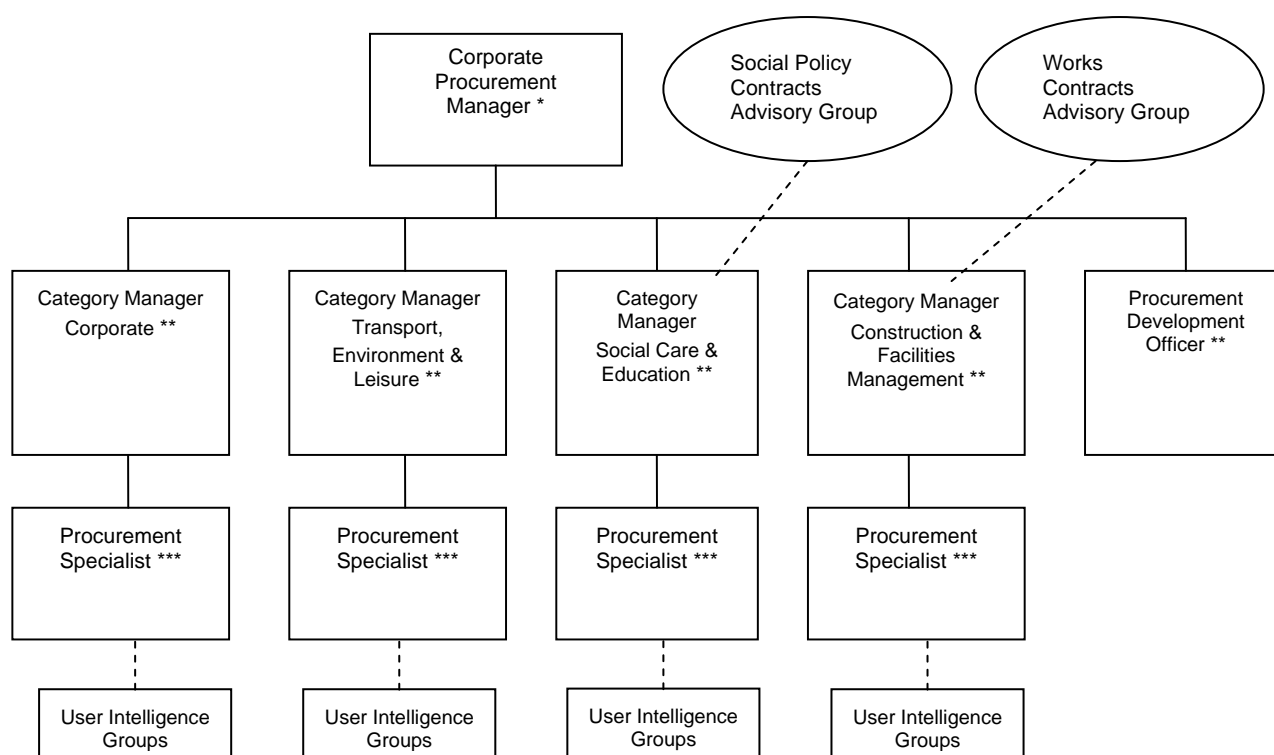 Corporate
Procurement
Manager *
Social Policy
Contracts
Advisory Group
Works
Contracts
Advisory Group
Category Manager
Corporate **
Category Manager
Transport,
Environment &
Leisure **
Category
Manager
Social Care &
Education **
Category Manager
Construction &
Facilities
Management **
Procurement
Development
Officer **
Procurement
Specialist ***
Procurement
Specialist ***
Procurement
Specialist ***
Procurement
Specialist ***
User Intelligence
Groups
User Intelligence
Groups
User Intelligence
Groups
User Intelligence
Groups